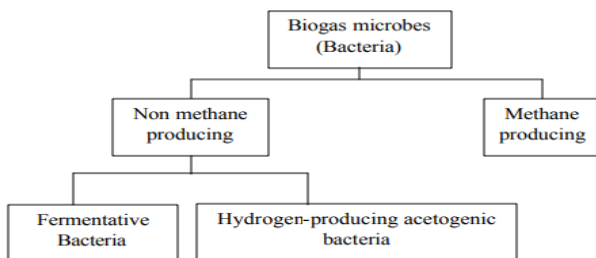 Biogas microbes
(Bacteria)
Non methane
producing
Methane
producing
Fermentative
Bacteria
Hydrogen-producing acetogenic
bacteria